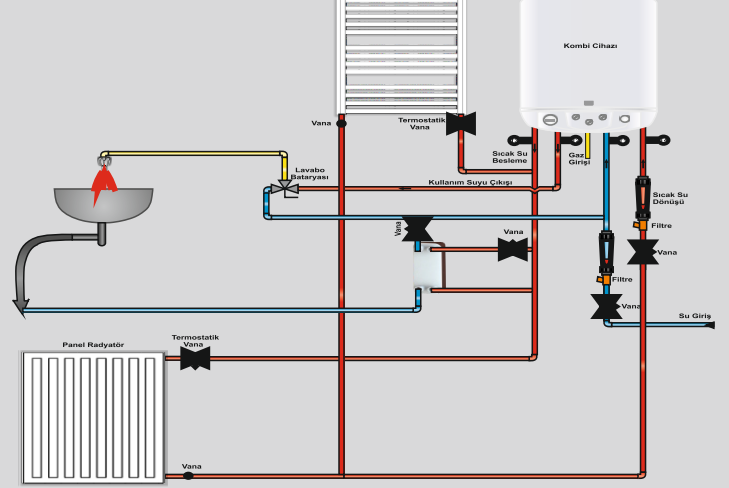 Kombi Cihazı
Vana
Termostatik
Vana
Sıcak Su
Besleme
Gaz
Girişi
Lavabo
Bataryası
Kullanım Suyu Çıkışı
Sıcak Su
Dönüşü
Filtre
Vana
Vana
Vana
Filtre
Vana
Su Giriş
Termostatik
Vana
Panel Radyatör
Vana